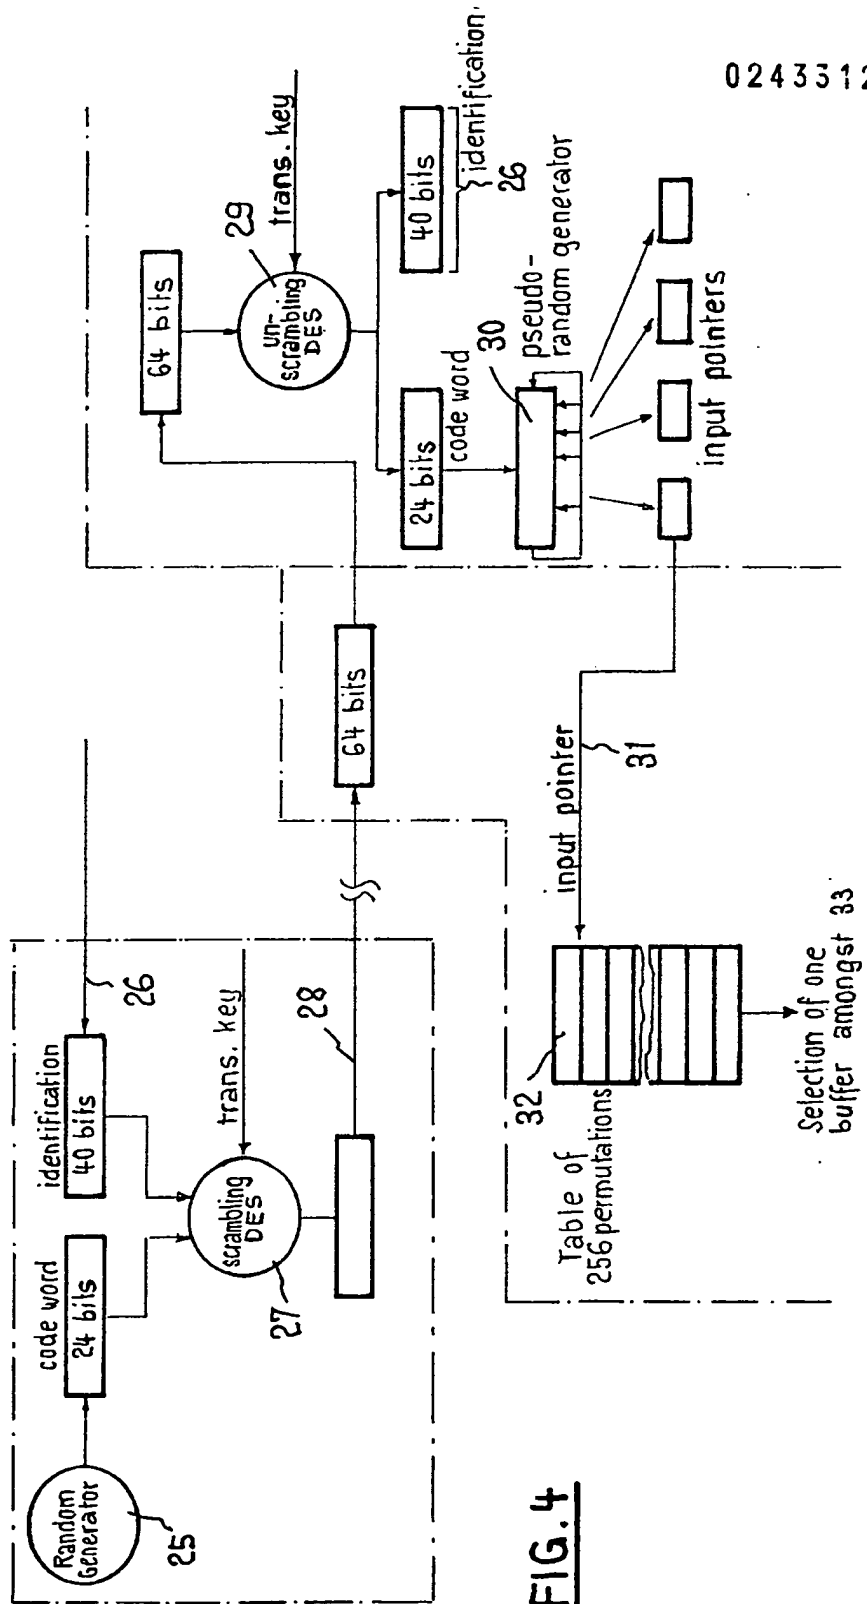 0243312
Random
Generator
25
code word
24 bits
identification
40 bits
26
scrambling
DES
27
trans. key
28
64 bits
64 bits
un-
scrambling
DES
29
trans. key
24 bits
code word
40 bits
identification.
26
30
pseudo-
random generator
input pointers
input pointer
31
32
Table of
256 permutations
Selection of one
buffer amongst 33
FIG. 4